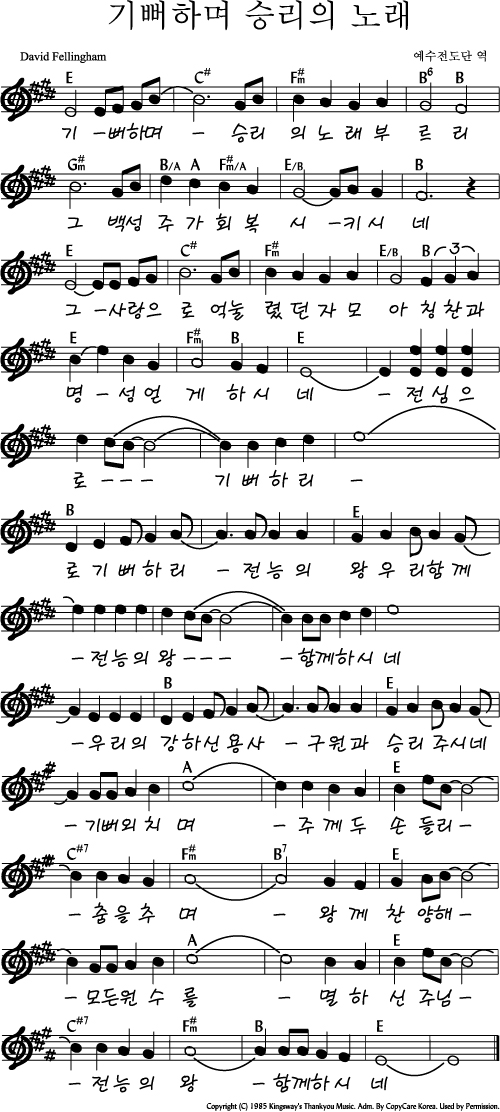 기뻐하며 승리의 노래
David Fellingham 예수전도단 역
E C# F#m B6 B
기 -뻐하며 - 승리 의 노 래 부 르 리
G#m B/A A F#m/A E/B B
그 백성 주 가 회 복 시 -키시 네
E C# F#m E/B B 3
그 -사랑으 로 억눌 렸 던 자 모 아 칭 찬 과
E F#m B E
명 - 성 얻 게 하 시 네 - 전 심 으
로 - - - 기 뻐 하 리 -
B E
로 기 뻐 하 리 - 전 능 의 왕 우 리 함 께
- 전 능 의 왕 - - - - 함께하 시 네
B E
- 우 리 의 강 하 신 용 사 - 구 원 과 승리 주시네
A E
- 기뻐외 치 며 - 주 께 두 손 들리 -
C#7 F#m B7 E
- 춤 을 추 며 - 왕 께 찬 양해 -
A E
- 모든원 수 를 - 멸 하 신 주님 -
C#7 F#m B E
- 전 능 의 왕 - 함께하 시 네
Copyright (C) 1985 Kingsway's Thankyou Music. Adm. By CopyCare Korea. Used by Permission.